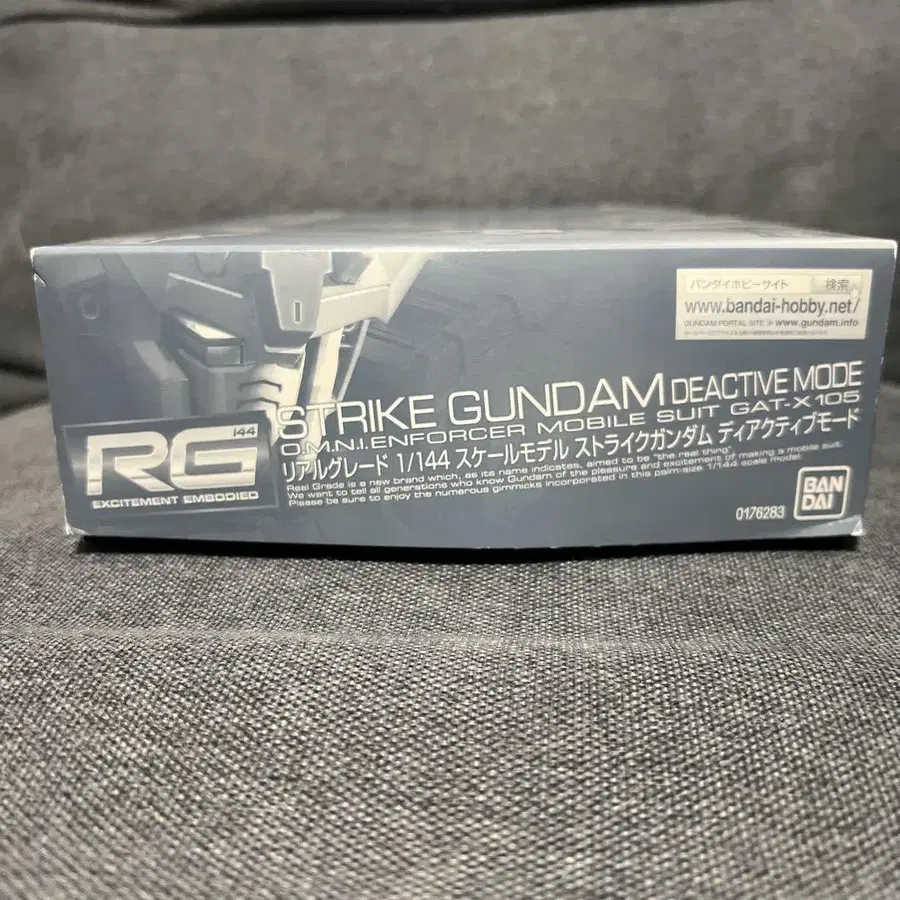 バンダイホビーサイト 検索
www.bandai-hobby.net/
GUNDAM PORTAL SITE www.gundam.info
STRIKE GUNDAM DEACTIVE MODE
O.M.N.I.ENFORCER MOBILE SUIT GAT-X105
リアルグレード 1/144 スケールモデル ストライクガンダム ディアクティブモード
Real Grade is a new brand which, as its name indicates, aimed to be "the real thing".
We want to tell all generations who know Gundam of the pleasure and excitement of making a mobile suit.
Please be sure to enjoy the numerous gimmicks incorporated in this palm-size 1/144 scale model.
RG 144
EXCITEMENT EMBODIED
0176283
BAN
DAI